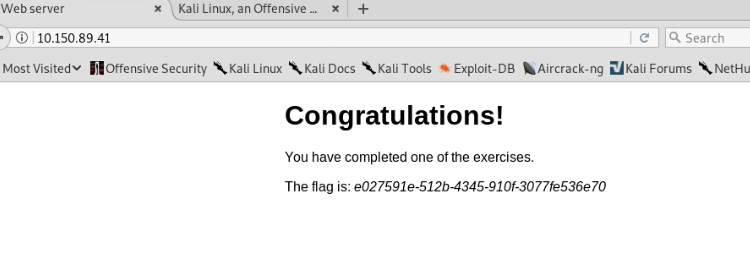 Web server
Kali Linux, an Offensive ...
10.150.89.41
Search
Most Visited Offensive Security Kali Linux Kali Docs Kali Tools Exploit-DB Aircrack-ng Kali Forums NetHu
Congratulations!
You have completed one of the exercises.
The flag is: e027591e-512b-4345-910f-3077fe536e70